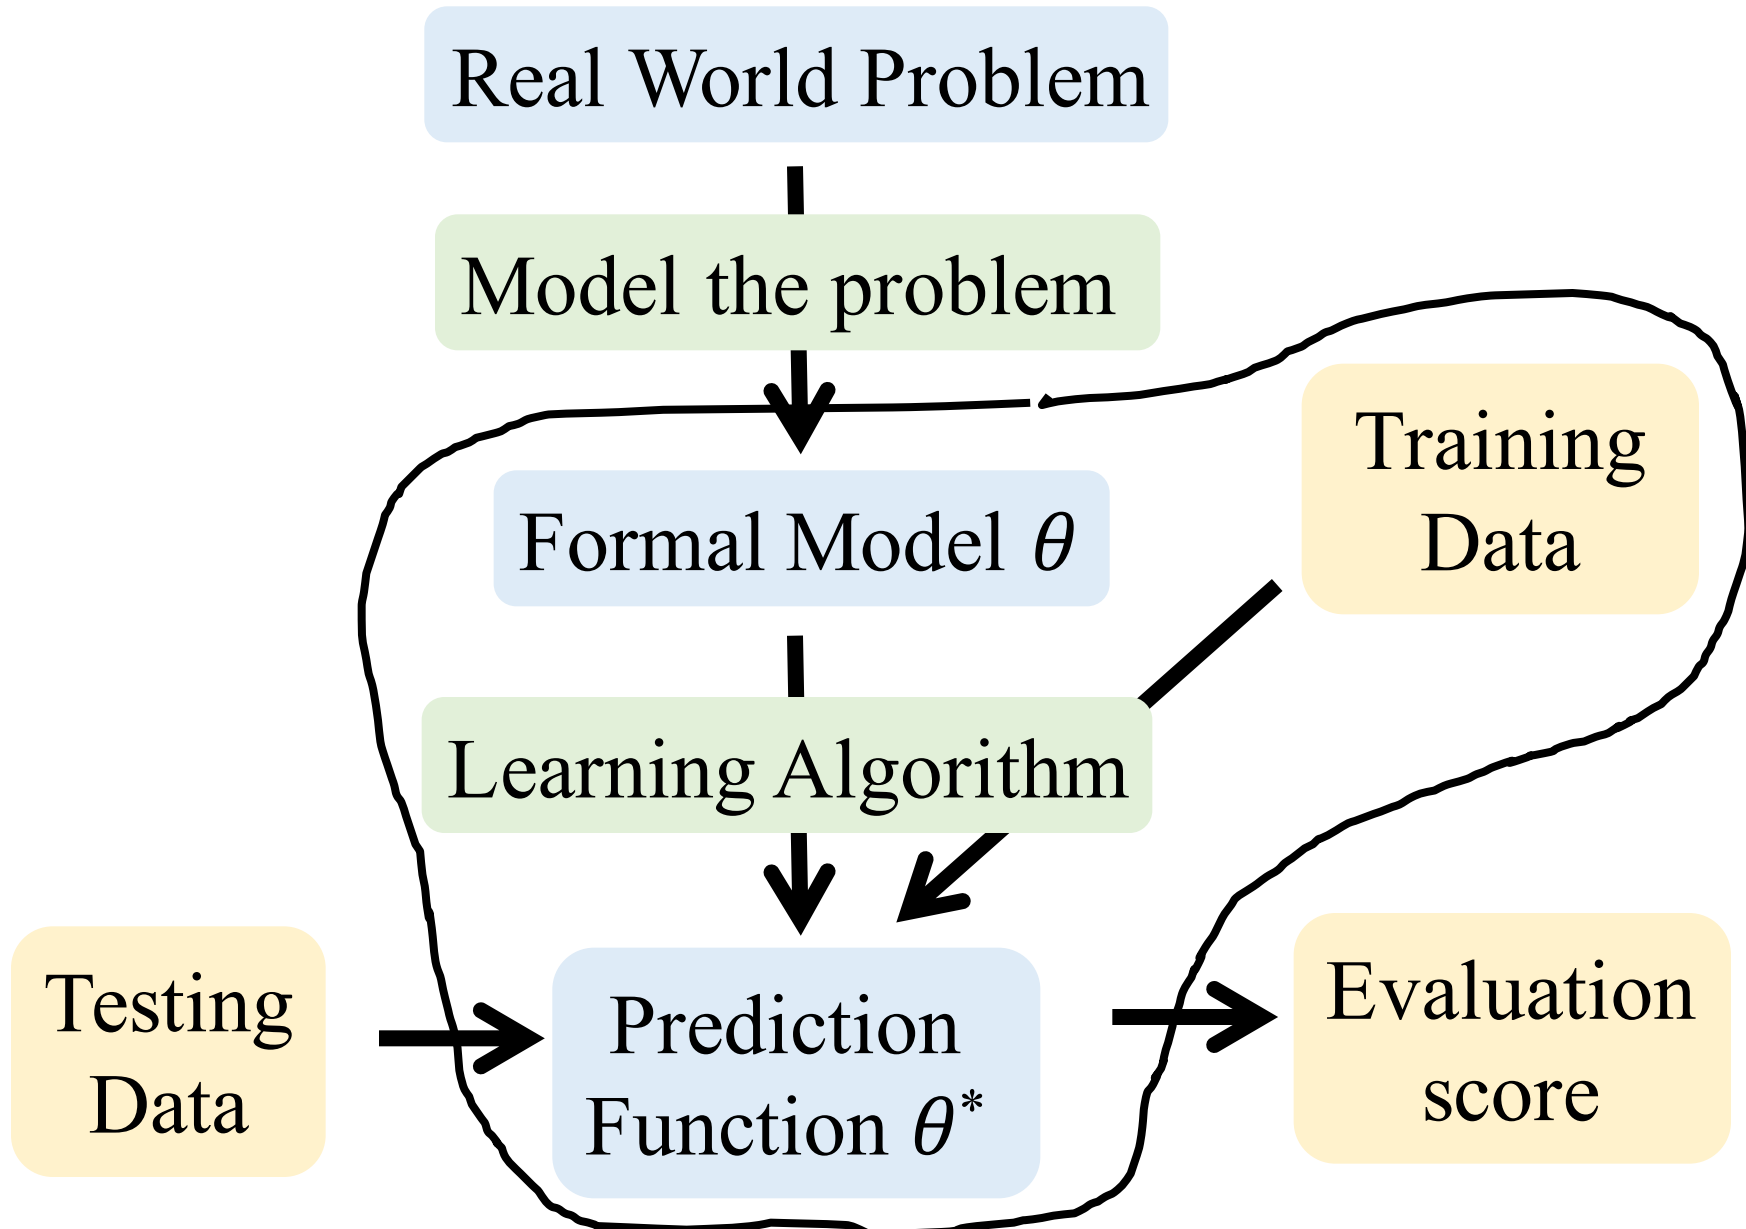 Real World Problem
Model the problem
Training
Data
Formal Model θ
Learning Algorithm
Testing
Data
Prediction
Function θ*
Evaluation
score